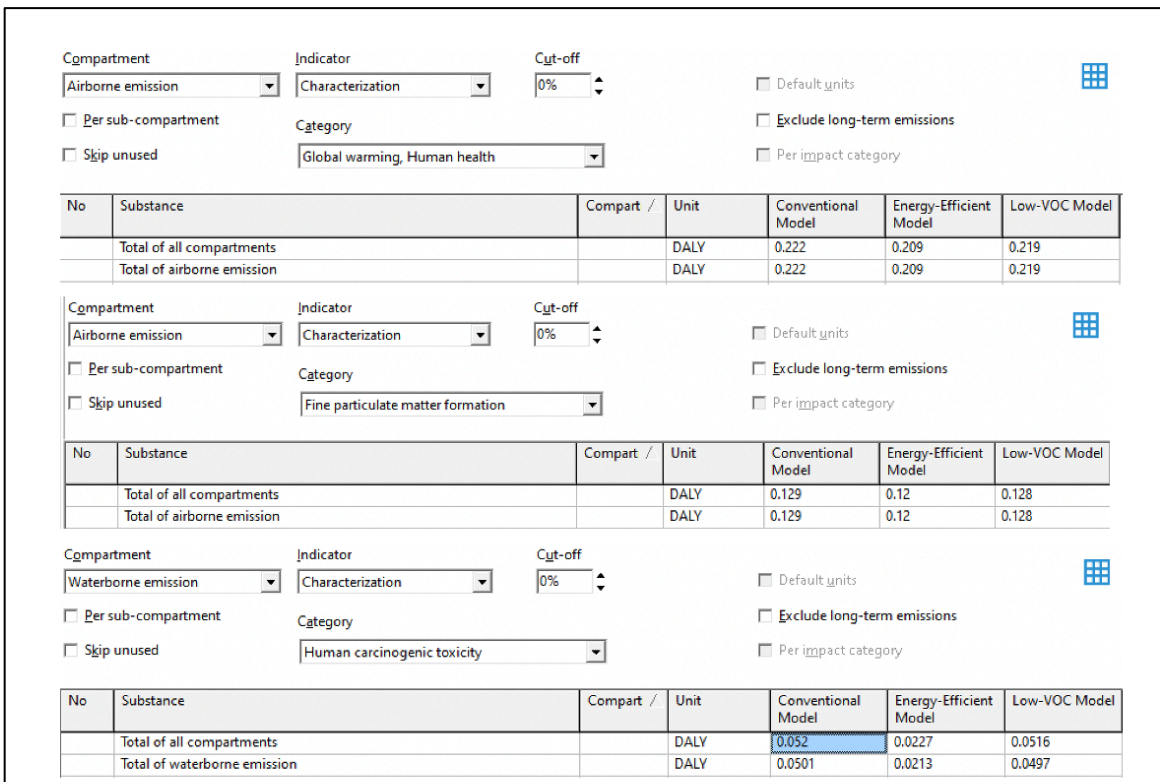 Compartment Indicator Cut-off
Airborne emission Characterization 0% Default units
Per sub-compartment Category Exclude long-term emissions
Skip unused Global warming, Human health Per impact category
No Substance Compart / Unit Conventional Model Energy-Efficient Model Low-VOC Model
Total of all compartments DALY 0.222 0.209 0.219
Total of airborne emission DALY 0.222 0.209 0.219
Compartment Indicator Cut-off
Airborne emission Characterization 0% Default units
Per sub-compartment Category Exclude long-term emissions
Skip unused Fine particulate matter formation Per impact category
No Substance Compart / Unit Conventional Model Energy-Efficient Model Low-VOC Model
Total of all compartments DALY 0.129 0.12 0.128
Total of airborne emission DALY 0.129 0.12 0.128
Compartment Indicator Cut-off
Waterborne emission Characterization 0% Default units
Per sub-compartment Category Exclude long-term emissions
Skip unused Human carcinogenic toxicity Per impact category
No Substance Compart / Unit Conventional Model Energy-Efficient Model Low-VOC Model
Total of all compartments DALY 0.052 0.0227 0.0516
Total of waterborne emission DALY 0.0501 0.0213 0.0497